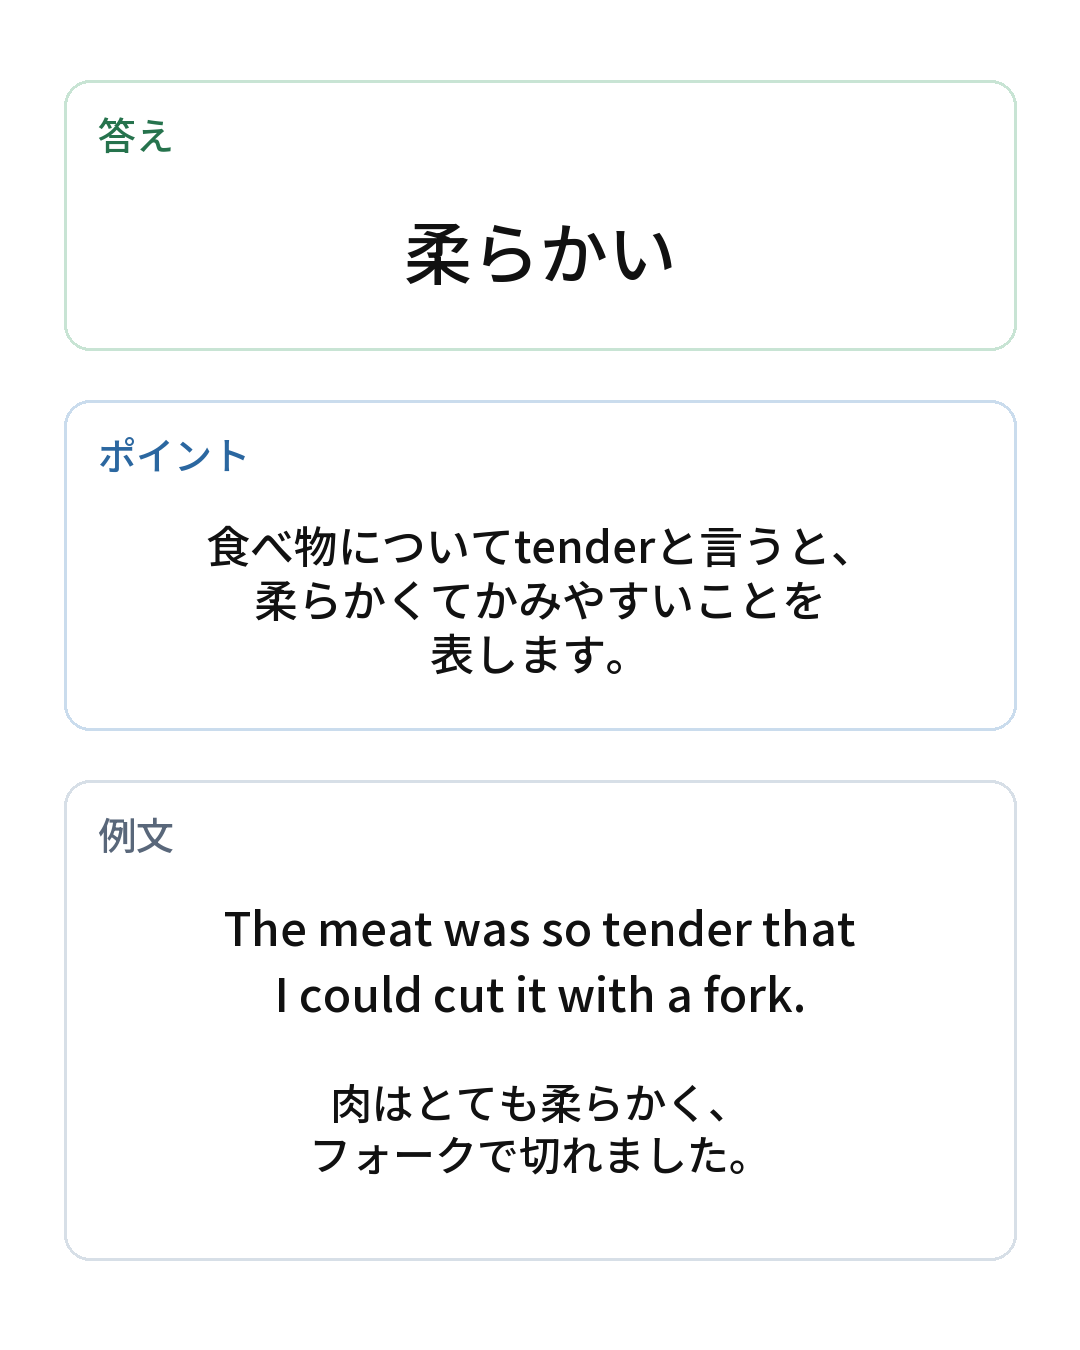 答え
柔らかい
ポイント
食べ物についてtenderと言うと、
柔らかくてかみやすいことを
表します。
例文
The meat was so tender that
I could cut it with a fork.
肉はとても柔らかく、
フォークで切れました。